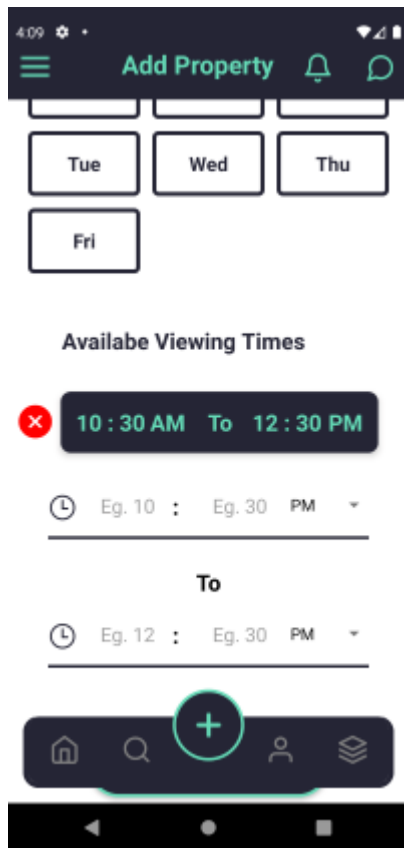 4:09
Add Property
Tue Wed Thu
Fri
Availabe Viewing Times
10 : 30 AM To 12 : 30 PM
Eg. 10 : Eg. 30 PM
To
Eg. 12 : Eg. 30 PM